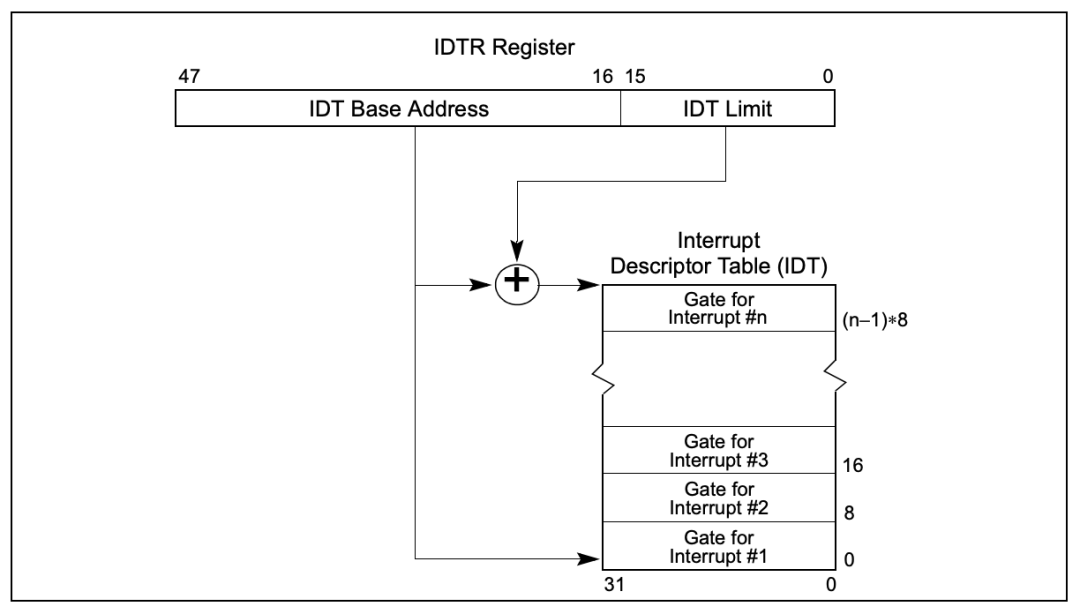 IDTR Register
47 16 15 0
IDT Base Address IDT Limit
+
Interrupt
Descriptor Table (IDT)
Gate for
Interrupt #n
(n–1)∗8
Gate for
Interrupt #3
16
Gate for
Interrupt #2
8
Gate for
Interrupt #1
0
31 0